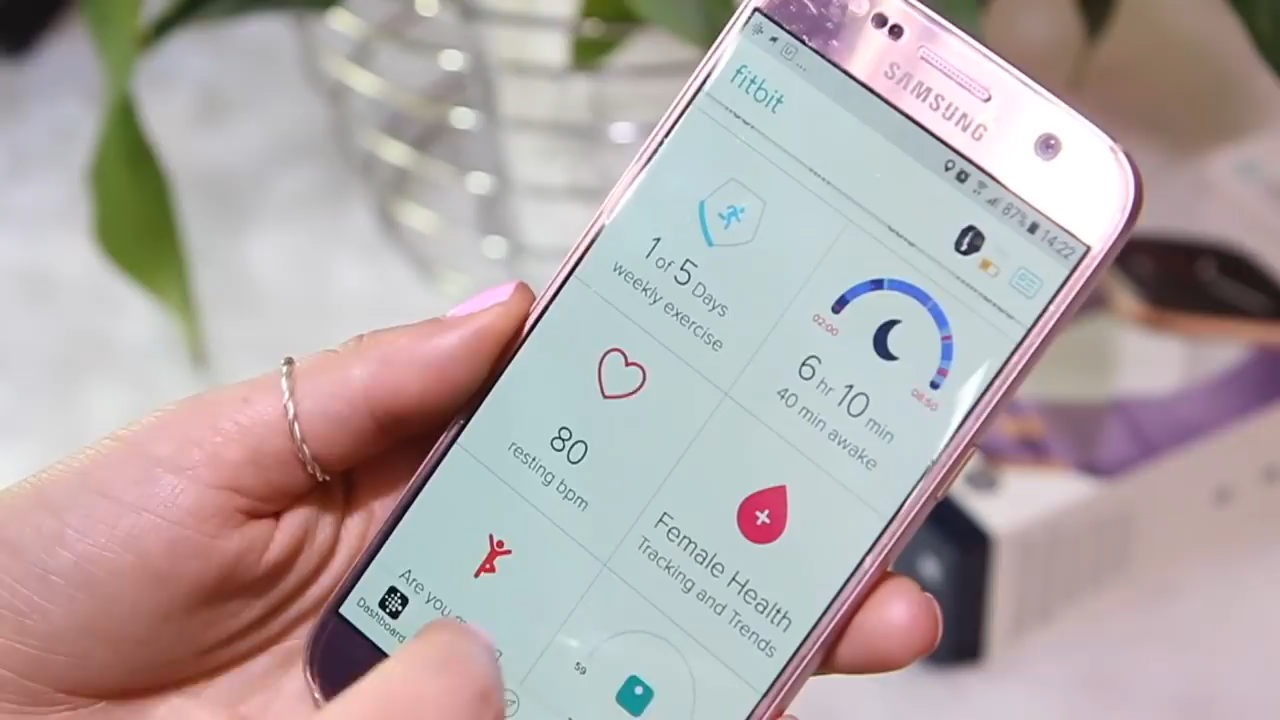 SAMSUNG
87% 14:22
fitbit
1 of 5 Days
weekly exercise
02:00
08:50
6 hr 10 min
40 min awake
80
resting bpm
Female Health
Tracking and Trends
Are you
Dashboard
59